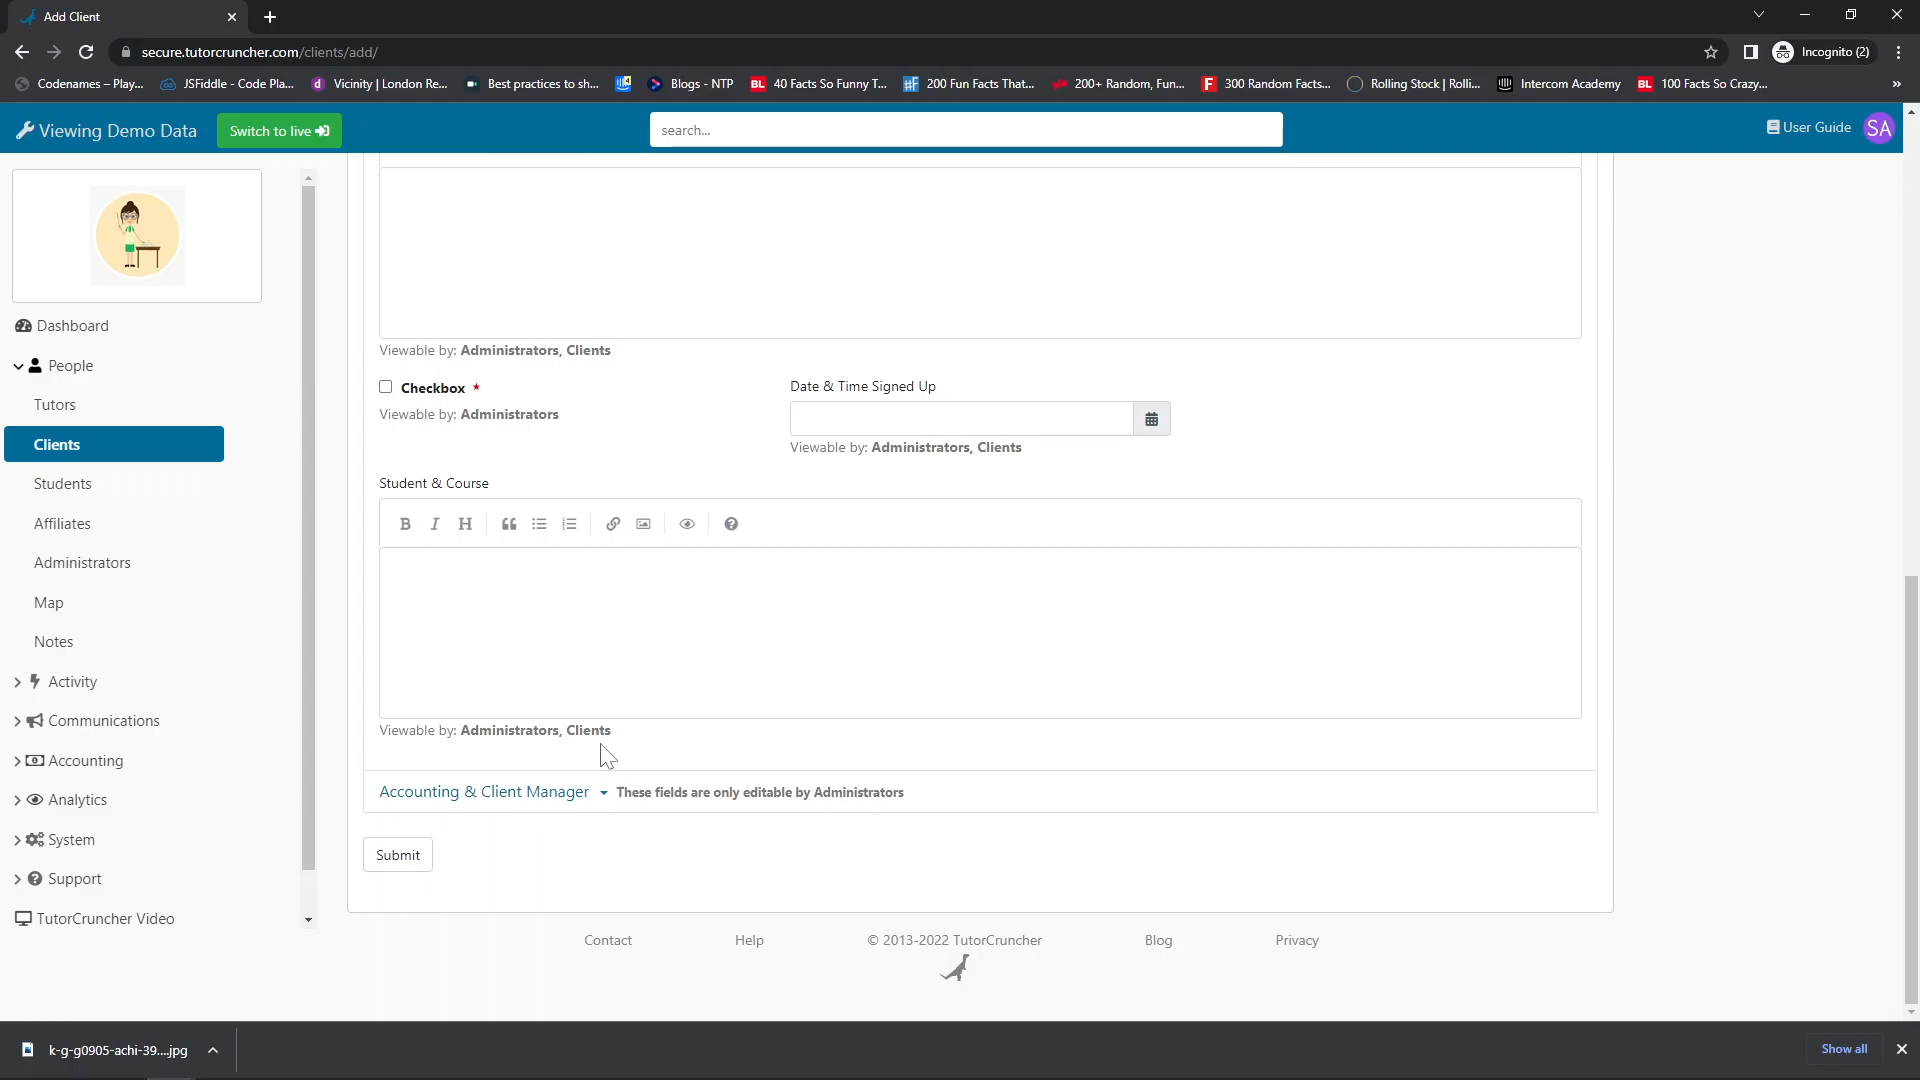 Add Client
secure.tutorcruncher.com/clients/add/
Incognito (2)
Codenames – Play...
JSFiddle - Code Pla...
Vicinity | London Re...
Best practices to sh...
Blogs - NTP
BL 40 Facts So Funny T...
#F 200 Fun Facts That...
200+ Random, Fun...
F 300 Random Facts...
Rolling Stock | Rolli...
Intercom Academy
BL 100 Facts So Crazy...
»
Viewing Demo Data
Switch to live
search...
User Guide
SA
Dashboard
People
Tutors
Clients
Students
Affiliates
Administrators
Map
Notes
Activity
Communications
Accounting
Analytics
System
Support
TutorCruncher Video
Viewable by: Administrators, Clients
Checkbox *
Viewable by: Administrators
Date & Time Signed Up
Viewable by: Administrators, Clients
Student & Course
B I H
Viewable by: Administrators, Clients
Accounting & Client Manager These fields are only editable by Administrators
Submit
Contact
Help
© 2013-2022 TutorCruncher
Blog
Privacy
k-g-g0905-achi-39....jpg
Show all